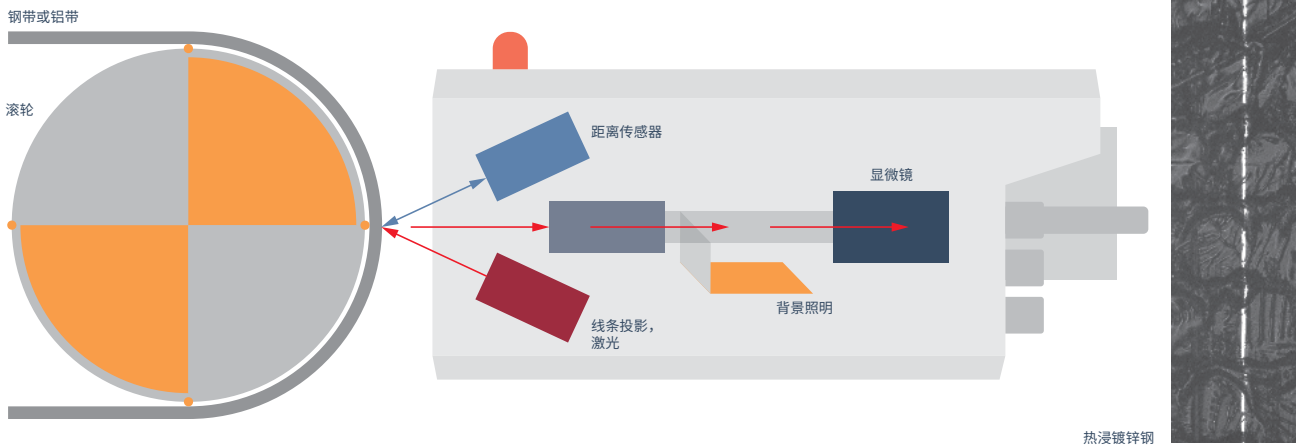 钢带或铝带
滚轮
距离传感器
显微镜
背景照明
线条投影，
激光
热浸镀锌钢